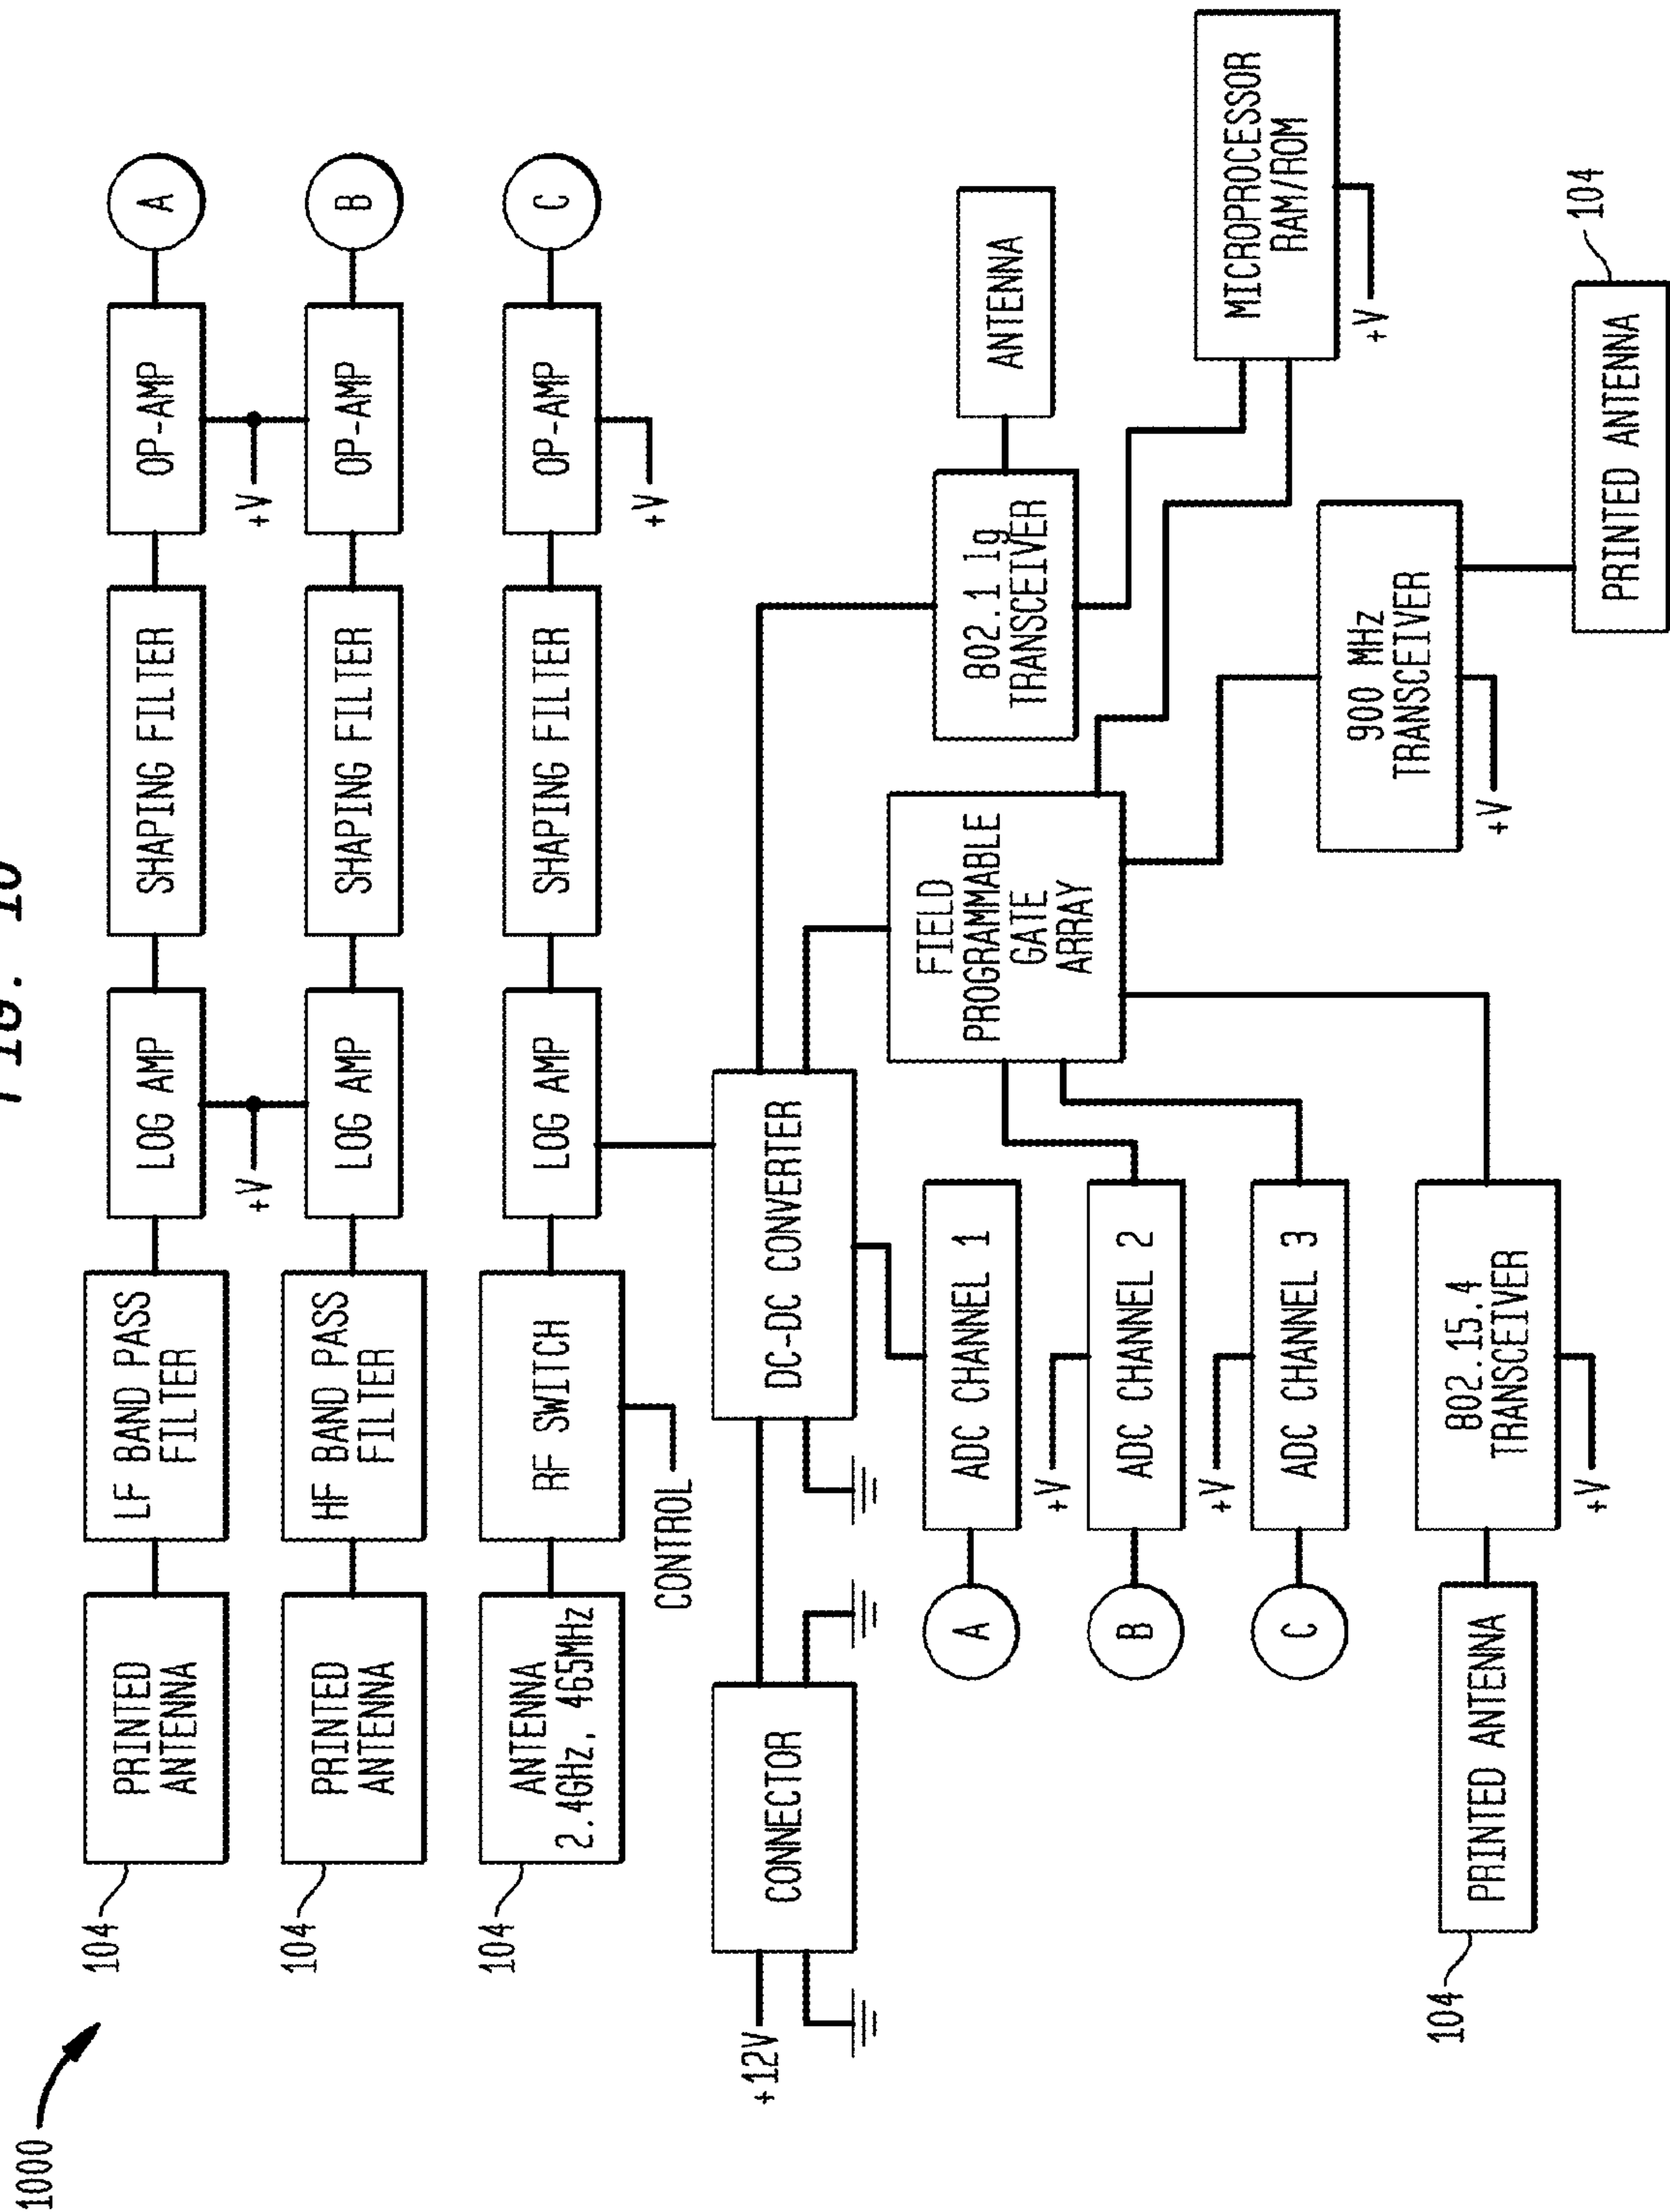 FIG. 10
1000
104
PRINTED
ANTENNA
LF BAND PASS
FILTER
LOG AMP
SHAPING FILTER
OP-AMP
A
+V
+V
104
PRINTED
ANTENNA
HF BAND PASS
FILTER
LOG AMP
SHAPING FILTER
OP-AMP
B
104
ANTENNA
2.4GHz, 465MHz
RF SWITCH
LOG AMP
SHAPING FILTER
OP-AMP
C
CONTROL
+V
+12V
CONNECTOR
DC-DC CONVERTER
802.1 1g
TRANSCEIVER
ANTENNA
A
ADC CHANNEL 1
FIELD
PROGRAMMABLE
GATE
ARRAY
+V
B
ADC CHANNEL 2
MICROPROCESSOR
RAM/ROM
+V
+V
C
ADC CHANNEL 3
900 MHz
TRANSCEIVER
+V
104
PRINTED ANTENNA
802.15.4
TRANSCEIVER
+V
PRINTED ANTENNA
104